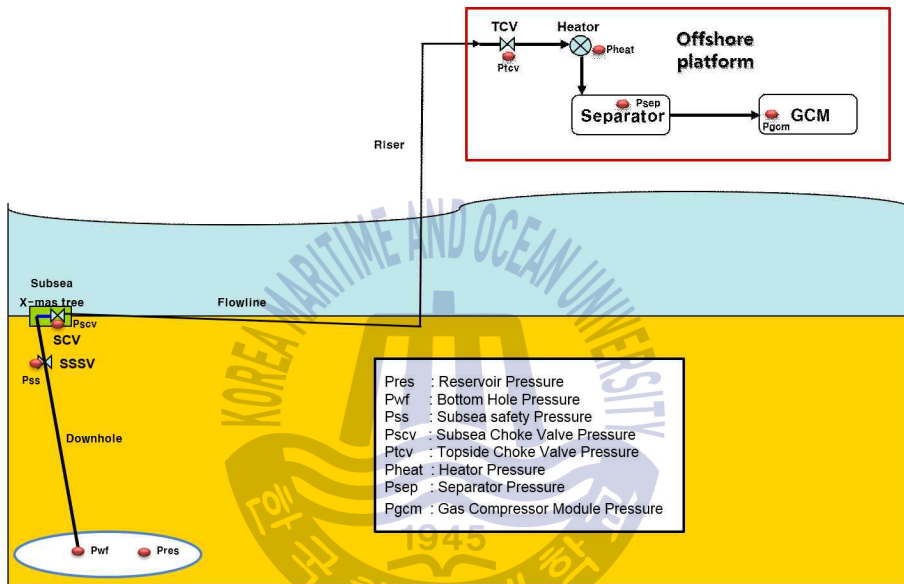 TCV
Heator
Offshore
platform
Ptcv
Pheat
Psep
Separator
GCM
Pgcm
Riser
KOREA MARITIME AND OCEAN UNIVERSITY
Subsea
X-mas tree
Flowline
Pscv
SCV
SSSV
Pss
Downhole
Pres : Reservoir Pressure
Pwf : Bottom Hole Pressure
Pss : Subsea safety Pressure
Pscv : Subsea Choke Valve Pressure
Ptcv : Topside Choke Valve Pressure
Pheat : Heator Pressure
Psep : Separator Pressure
Pgcm : Gas Compressor Module Pressure
Pwf
Pres
1945